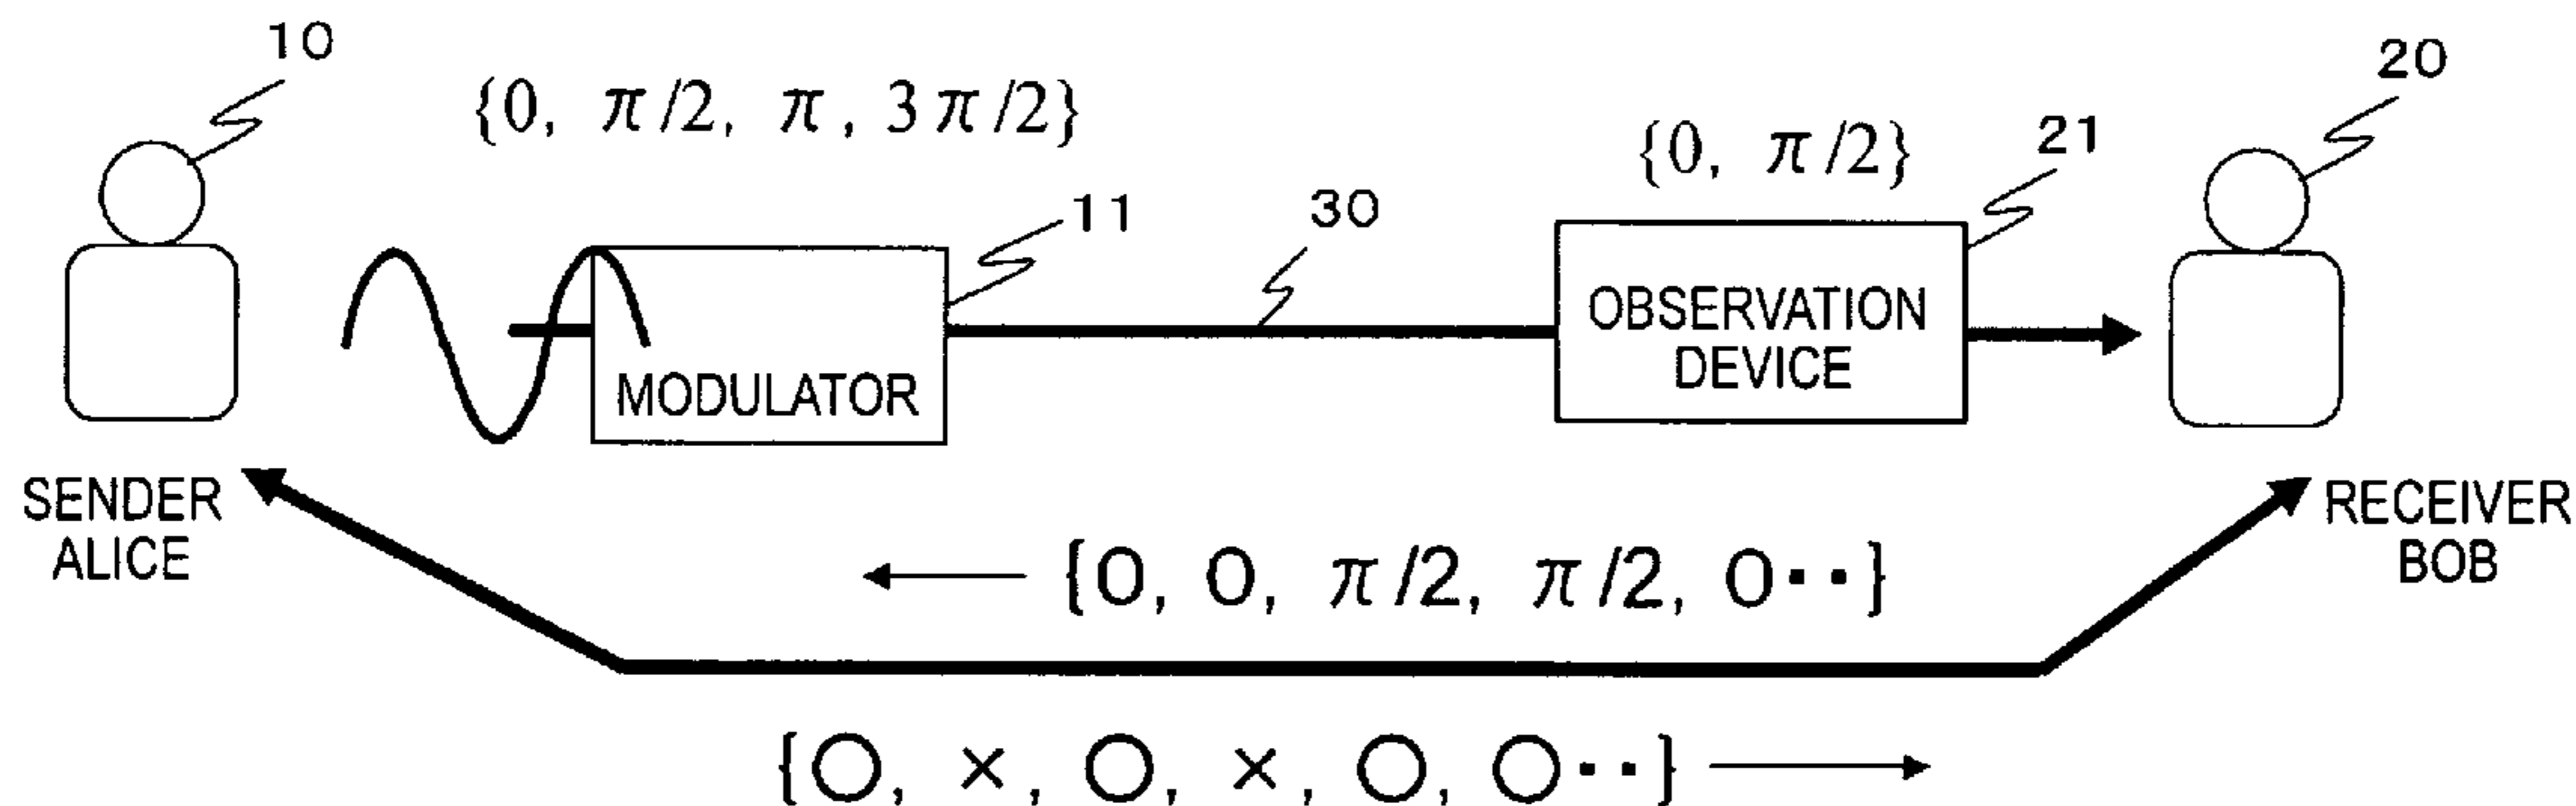 10
{0, π/2, π, 3π/2}
20
{0, π/2}
21
11
30
MODULATOR
OBSERVATION
DEVICE
SENDER
ALICE
RECEIVER
BOB
← {0, 0, π/2, π/2, 0‥}
{○, ×, ○, ×, ○, ○‥} →